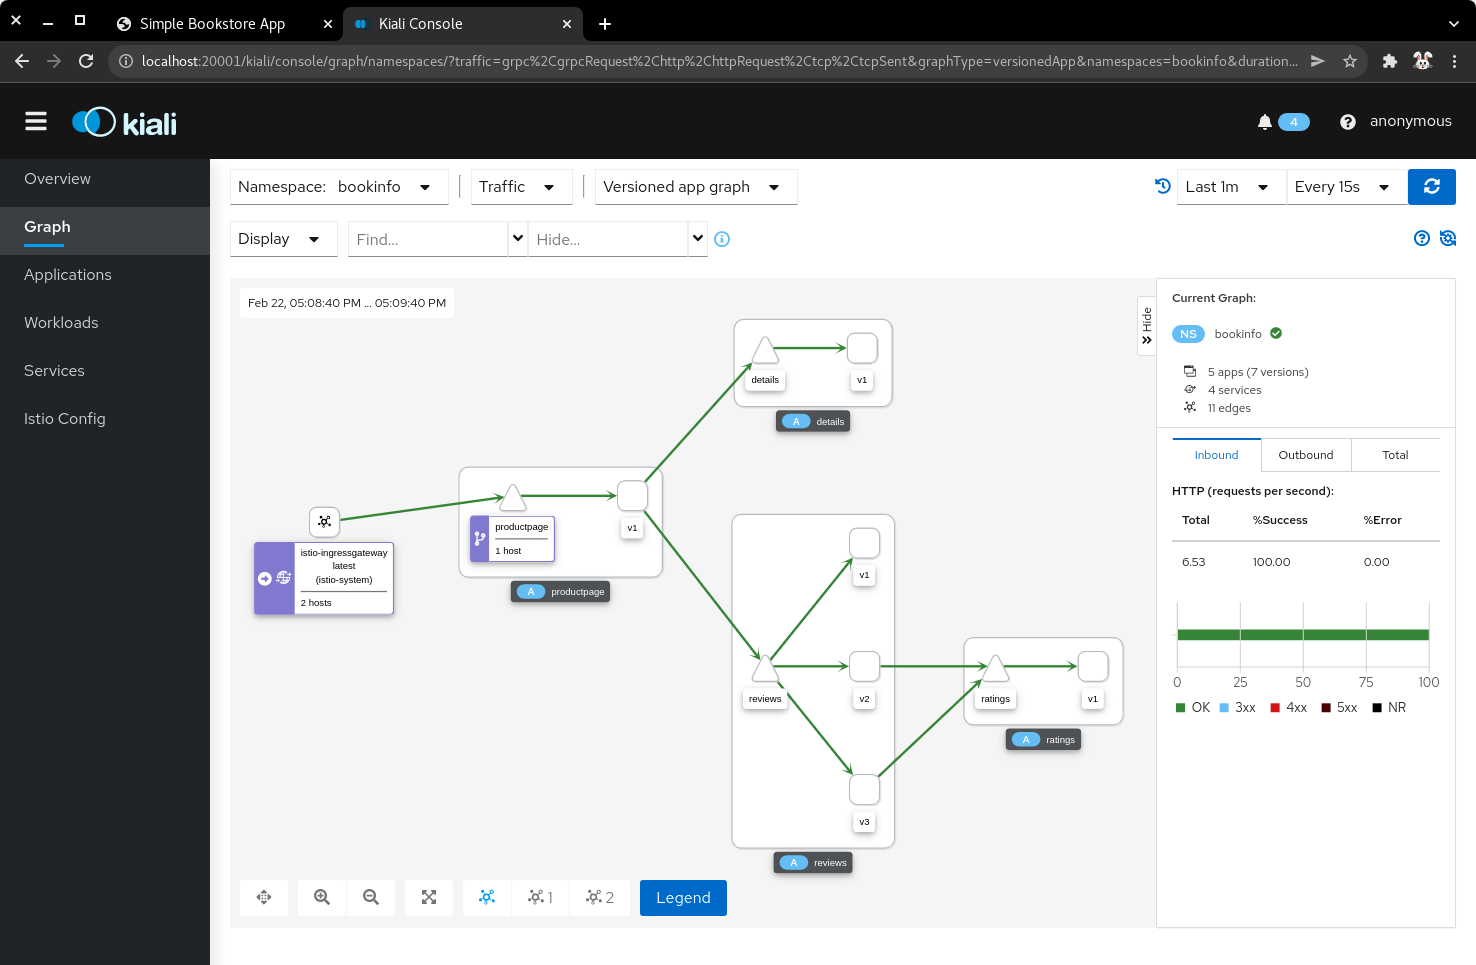 Simple Bookstore App
Kiali Console
localhost:20001/kiali/console/graph/namespaces/?traffic=grpc%2CgrpcRequest%2Chttp%2ChttpRequest%2Ctcp%2CtcpSent&graphType=versionedApp&namespaces=bookinfo&duration...
kiali
4
anonymous
Overview
Graph
Applications
Workloads
Services
Istio Config
Namespace: bookinfo
Traffic
Versioned app graph
Last 1m
Every 15s
Display
Find...
Hide...
Feb 22, 05:08:40 PM ... 05:09:40 PM
Hide
details
v1
A details
productpage
1 host
v1
A productpage
istio-ingressgateway
latest
(istio-system)
2 hosts
v1
reviews
v2
v3
A reviews
ratings
v1
A ratings
1
2
Legend
Current Graph:
NS bookinfo
5 apps (7 versions)
4 services
11 edges
Inbound
Outbound
Total
HTTP (requests per second):
Total %Success %Error
6.53 100.00 0.00
0 25 50 75 100
OK 3xx 4xx 5xx NR